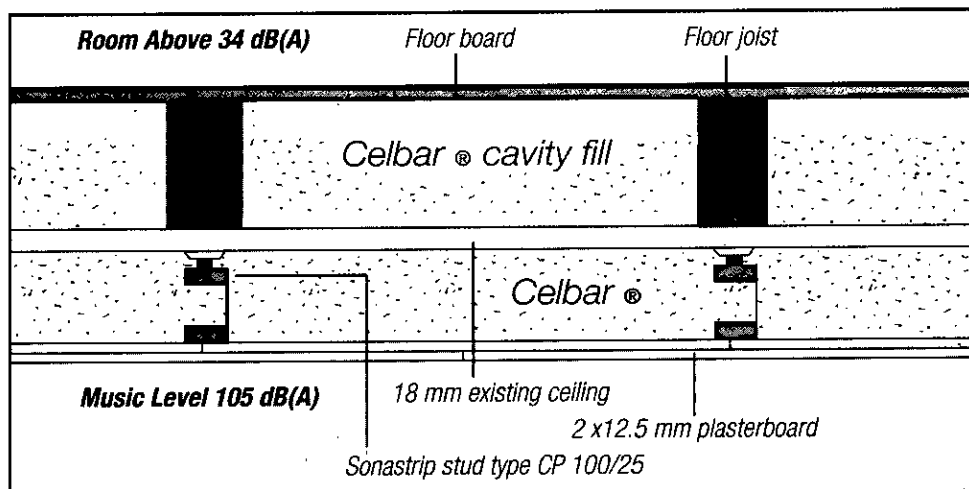 Room Above 34 dB(A)
Floor board
Floor joist
Celbar ® cavity fill
Celbar ®
Music Level 105 dB(A)
18 mm existing ceiling
2 x12.5 mm plasterboard
Sonastrip stud type CP 100/25